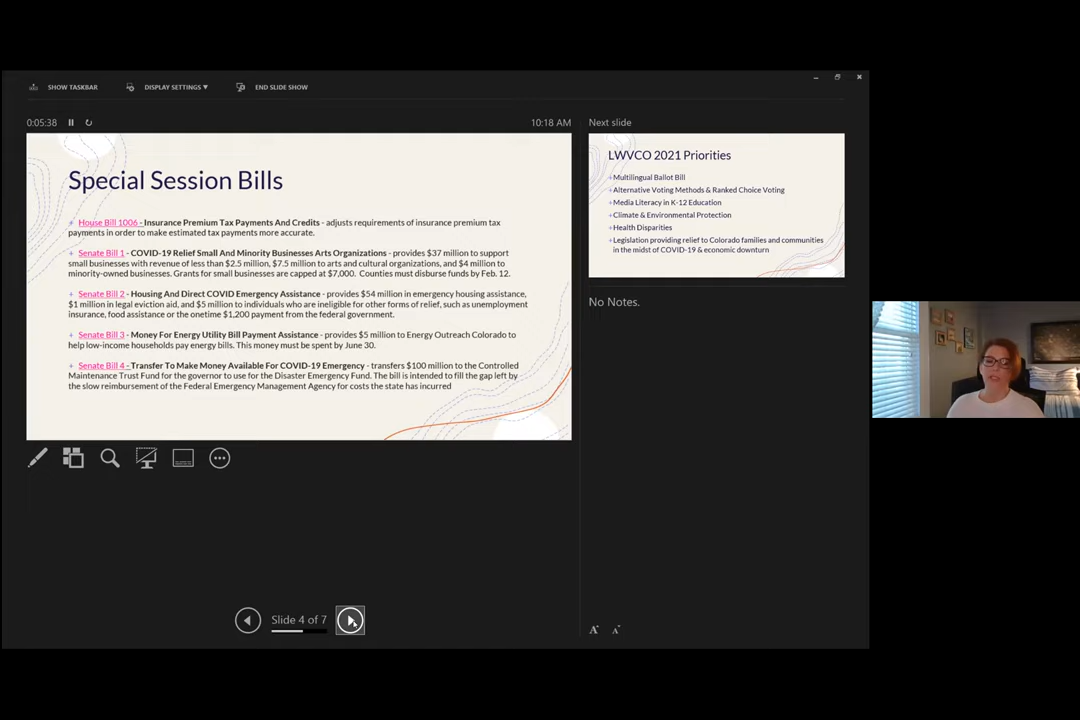 SHOW TASKBAR
DISPLAY SETTINGS ▼
END SLIDE SHOW
0:05:38
10:18 AM
Special Session Bills
+ House Bill 1006 - Insurance Premium Tax Payments And Credits - adjusts requirements of insurance premium tax
payments in order to make estimated tax payments more accurate.
+ Senate Bill 1 - COVID-19 Relief Small And Minority Businesses Arts Organizations - provides $37 million to support
small businesses with revenue of less than $2.5 million, $7.5 million to arts and cultural organizations, and $4 million to
minority-owned businesses. Grants for small businesses are capped at $7,000. Counties must disburse funds by Feb. 12.
+ Senate Bill 2 - Housing And Direct COVID Emergency Assistance - provides $54 million in emergency housing assistance,
$1 million in legal eviction aid, and $5 million to individuals who are ineligible for other forms of relief, such as unemployment
insurance, food assistance or the onetime $1,200 payment from the federal government.
+ Senate Bill 3 - Money For Energy Utility Bill Payment Assistance - provides $5 million to Energy Outreach Colorado to
help low-income households pay energy bills. This money must be spent by June 30.
+ Senate Bill 4 - Transfer To Make Money Available For COVID-19 Emergency - transfers $100 million to the Controlled
Maintenance Trust Fund for the governor to use for the Disaster Emergency Fund. The bill is intended to fill the gap left by
the slow reimbursement of the Federal Emergency Management Agency for costs the state has incurred
Next slide
LWVCO 2021 Priorities
+Multilingual Ballot Bill
+Alternative Voting Methods & Ranked Choice Voting
+Media Literacy in K-12 Education
+Climate & Environmental Protection
+Health Disparities
+Legislation providing relief to Colorado families and communities
in the midst of COVID-19 & economic downturn
No Notes.
Slide 4 of 7
A A